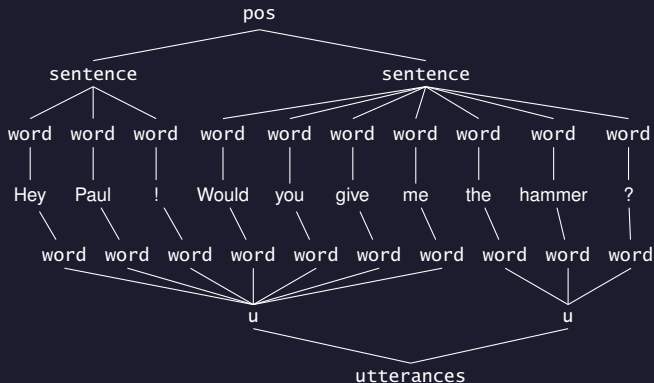 pos
sentence sentence
word word word word word word word word word word
Hey Paul ! Would you give me the hammer ?
word word word word word word word word word word
u u
utterances